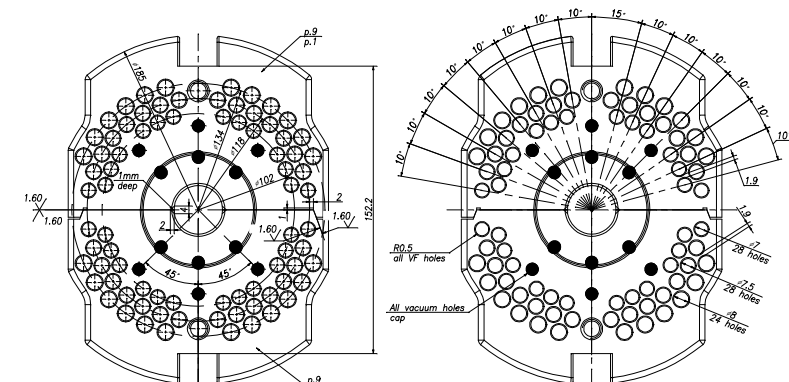 p.9
p.1
ø185
ø134
ø118
ø102
1mm
deep
1.60
1.60
2
2
2
1
1.60
1.60
152.2
45°
45°
p.9
10°
10°
10°
10°
10°
10°
10°
15°
10°
10°
10°
10°
10°
10
1.9
1.9
R0.5
all VF holes
All vacuum holes
cap
ø7
28 holes
ø7.5
28 holes
ø8
24 holes